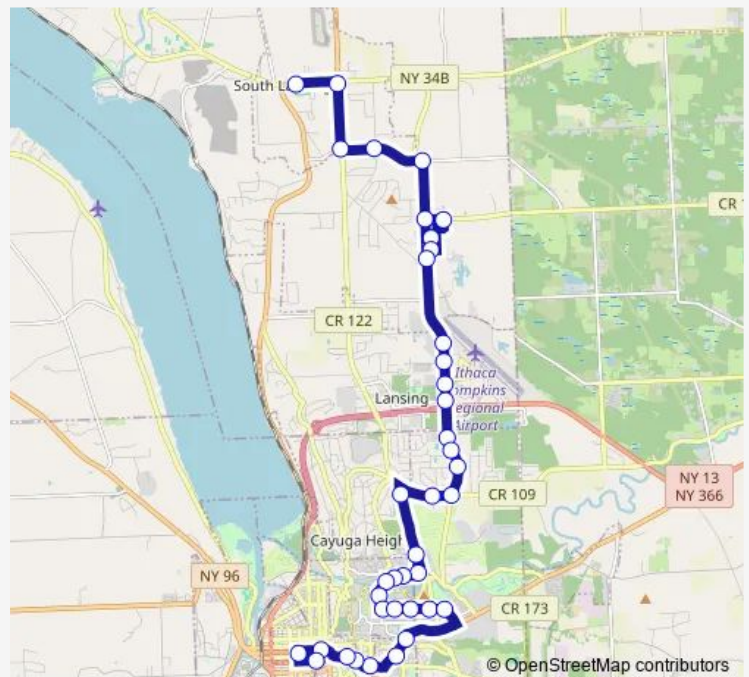 South L
NY 34B
CR 1
CR 122
Ithaca
ompkins
egional
Airport
Lansing
NY 13
NY 366
CR 109
Cayuga Heigh
NY 96
CR 173
© OpenStreetMap contributors